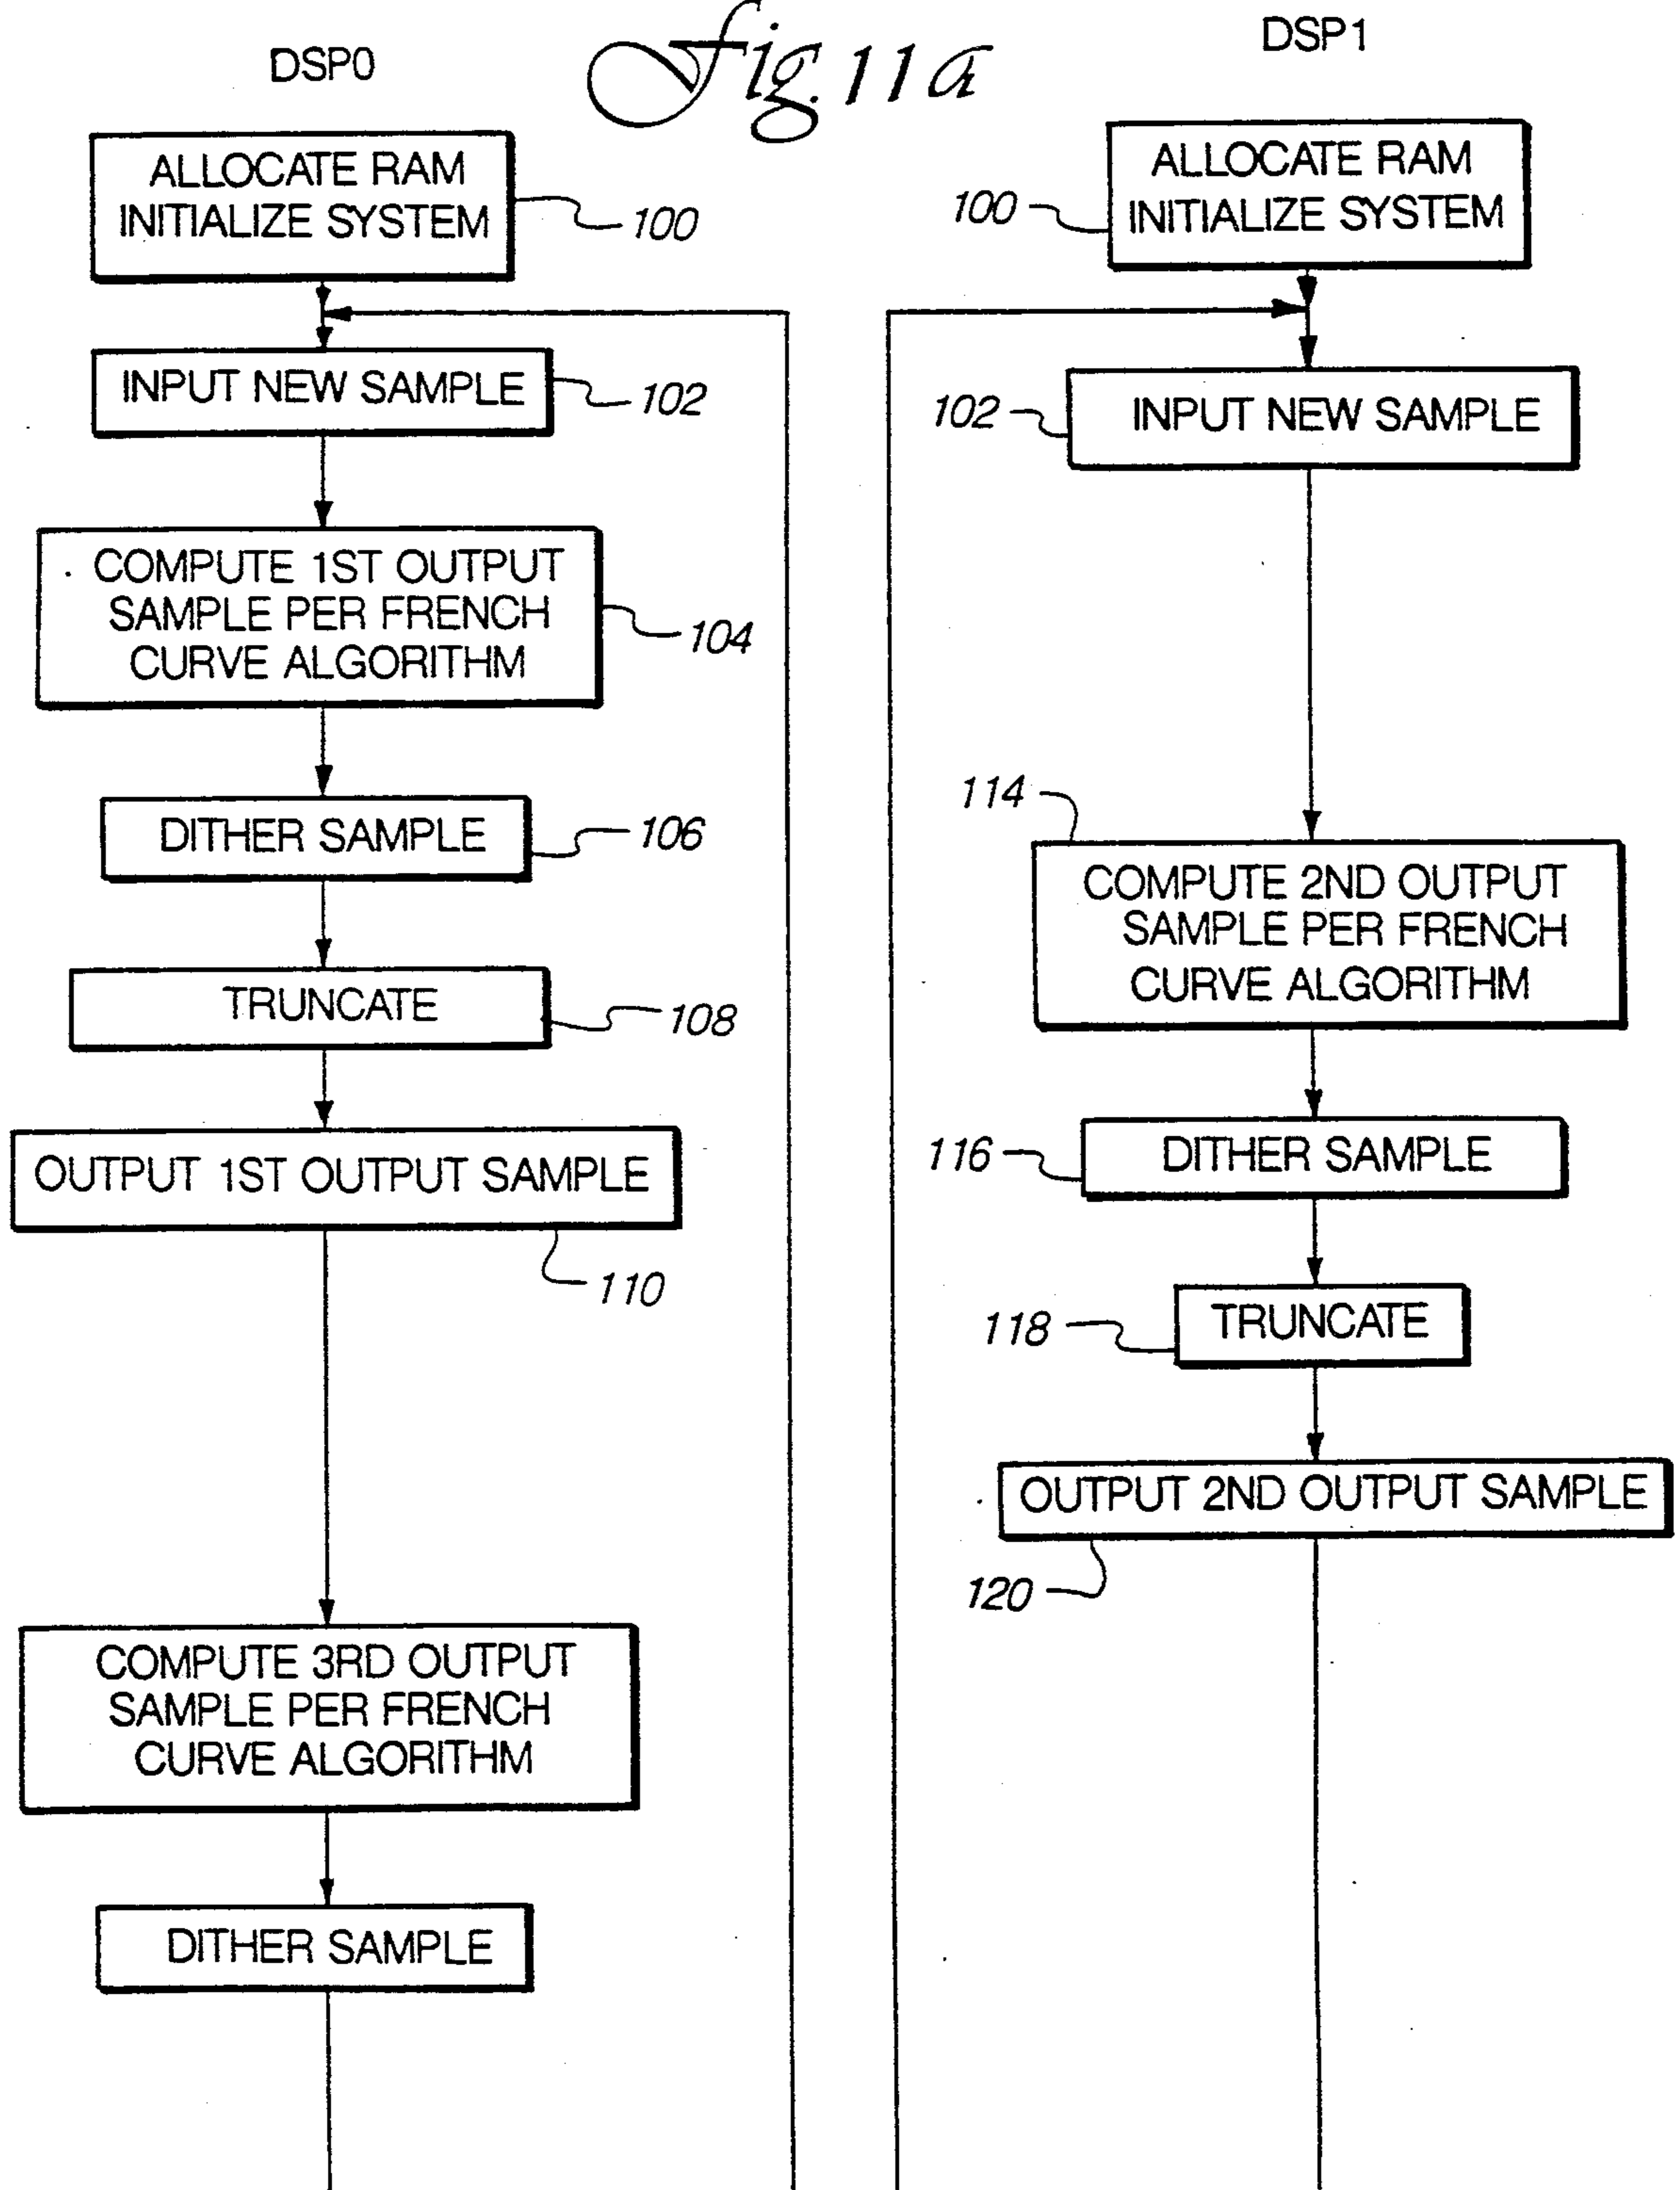 Fig. 11a
DSP0
ALLOCATE RAM
INITIALIZE SYSTEM
100
INPUT NEW SAMPLE
102
COMPUTE 1ST OUTPUT
SAMPLE PER FRENCH
CURVE ALGORITHM
104
DITHER SAMPLE
106
TRUNCATE
108
OUTPUT 1ST OUTPUT SAMPLE
110
COMPUTE 3RD OUTPUT
SAMPLE PER FRENCH
CURVE ALGORITHM
DITHER SAMPLE
DSP1
ALLOCATE RAM
INITIALIZE SYSTEM
100
INPUT NEW SAMPLE
102
114
COMPUTE 2ND OUTPUT
SAMPLE PER FRENCH
CURVE ALGORITHM
DITHER SAMPLE
116
TRUNCATE
118
OUTPUT 2ND OUTPUT SAMPLE
120